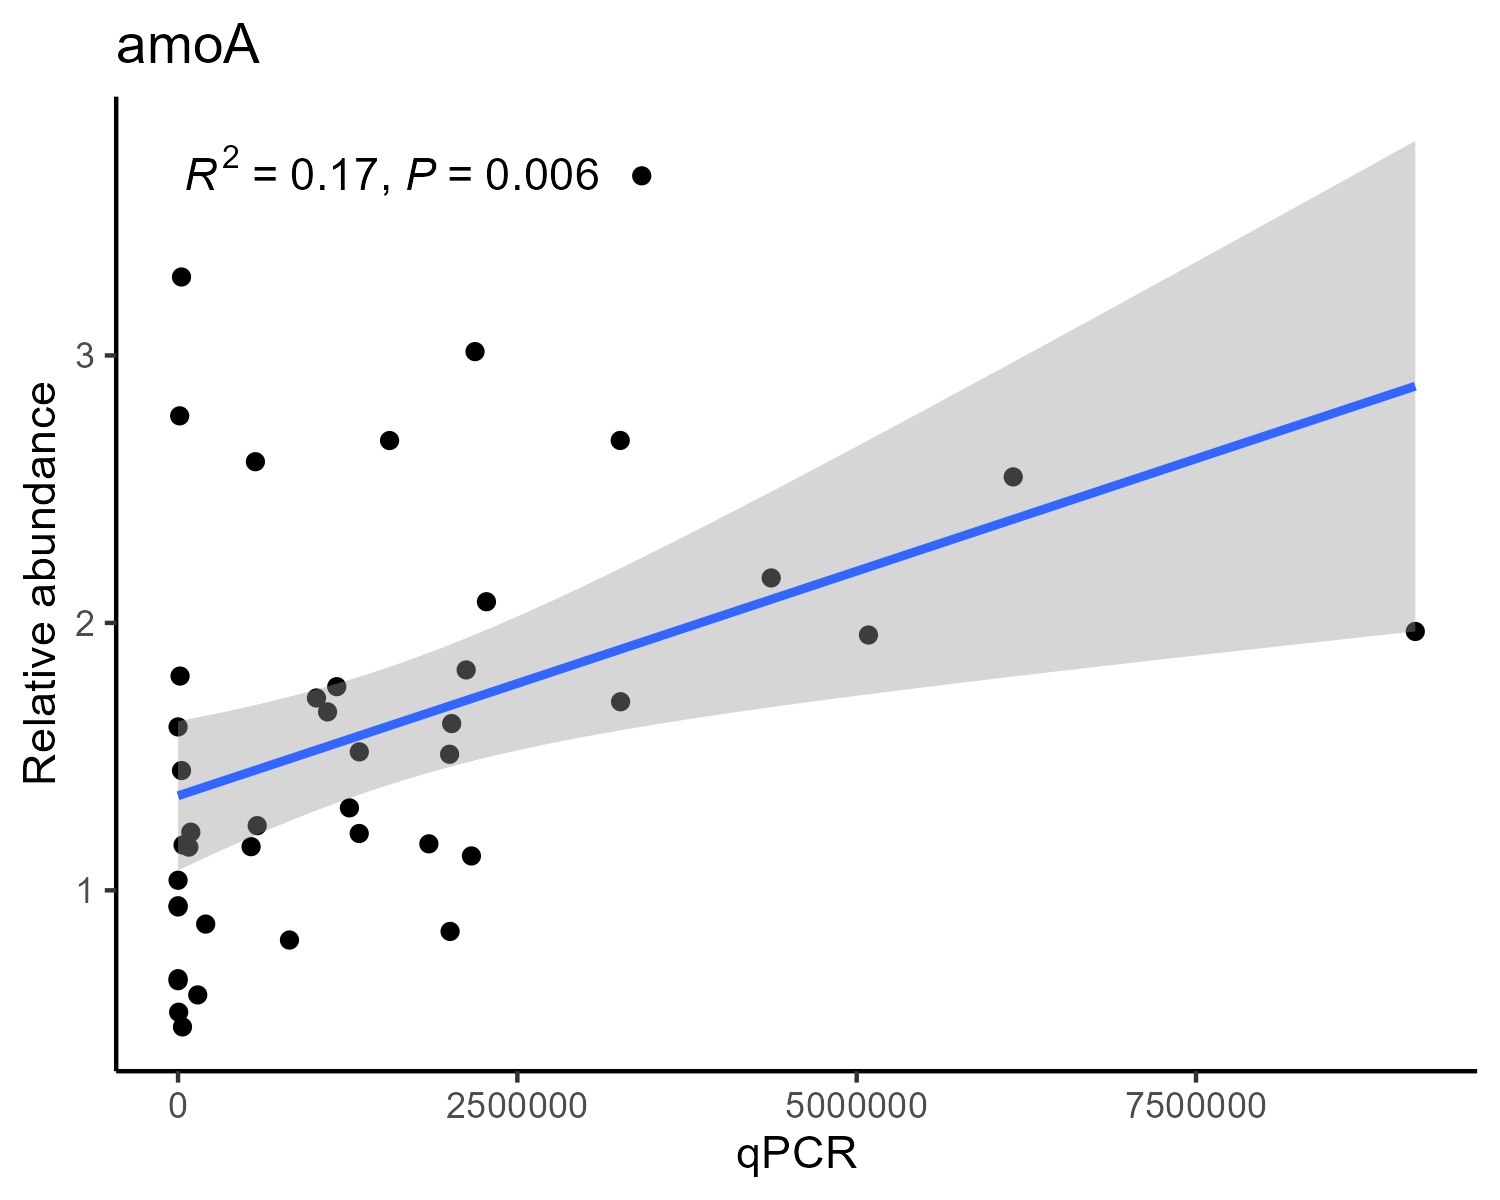 amoA
R² = 0.17, P = 0.006
Relative abundance
3
2
1
0 2500000 5000000 7500000
qPCR